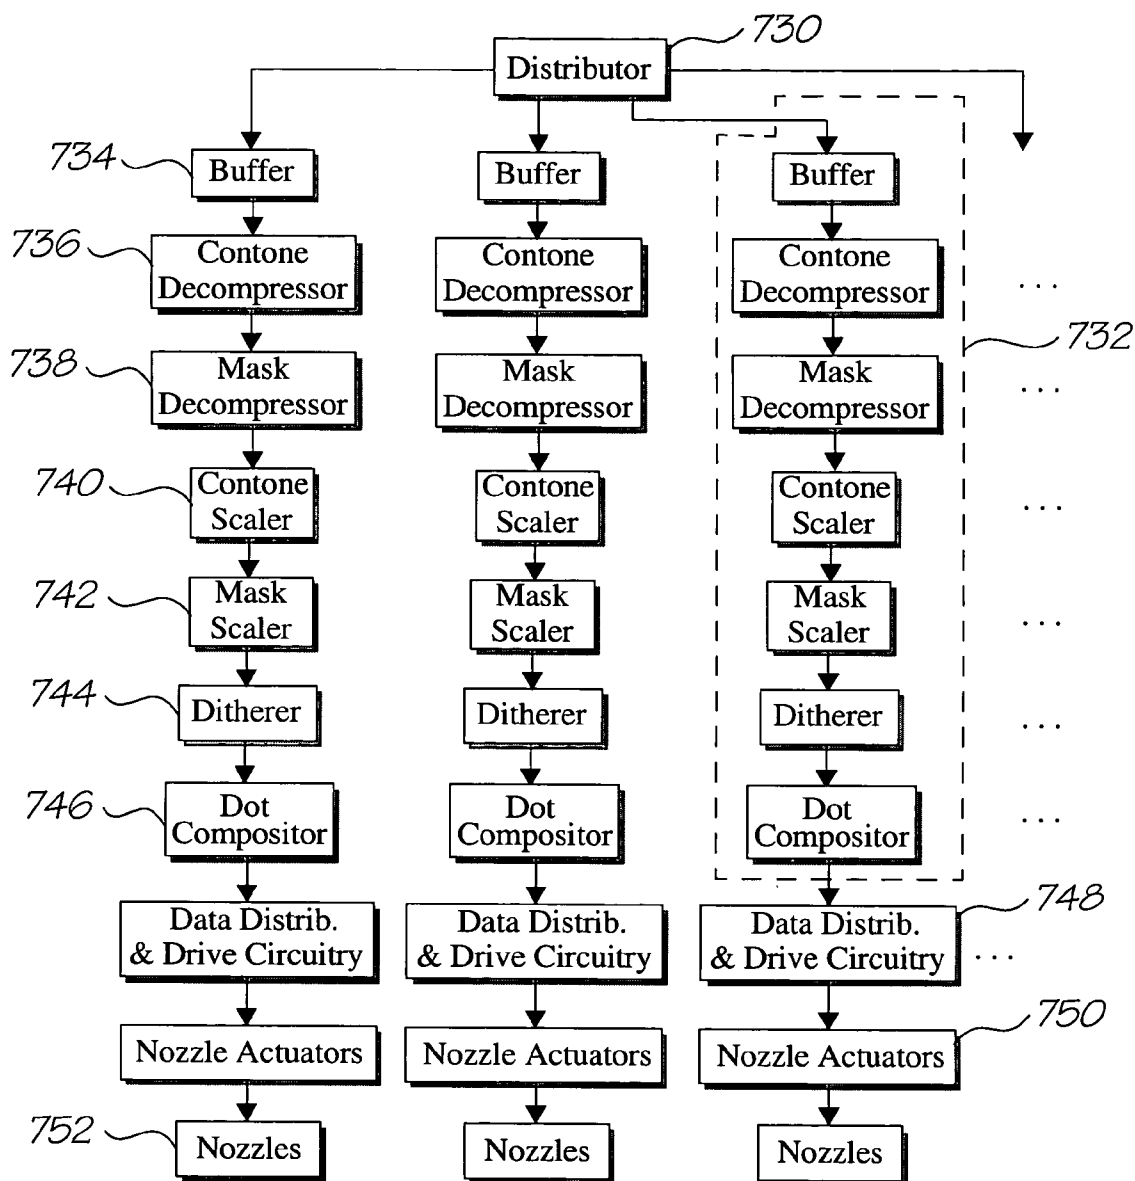 730
Distributor
734
Buffer
Buffer
Buffer
736
Contone
Decompressor
Contone
Decompressor
Contone
Decompressor
...
732
738
Mask
Decompressor
Mask
Decompressor
Mask
Decompressor
...
740
Contone
Scaler
Contone
Scaler
Contone
Scaler
...
742
Mask
Scaler
Mask
Scaler
Mask
Scaler
...
744
Ditherer
Ditherer
Ditherer
...
746
Dot
Compositor
Dot
Compositor
Dot
Compositor
...
Data Distrib.
& Drive Circuitry
Data Distrib.
& Drive Circuitry
Data Distrib.
& Drive Circuitry
748
...
Nozzle Actuators
Nozzle Actuators
Nozzle Actuators
750
752
Nozzles
Nozzles
Nozzles